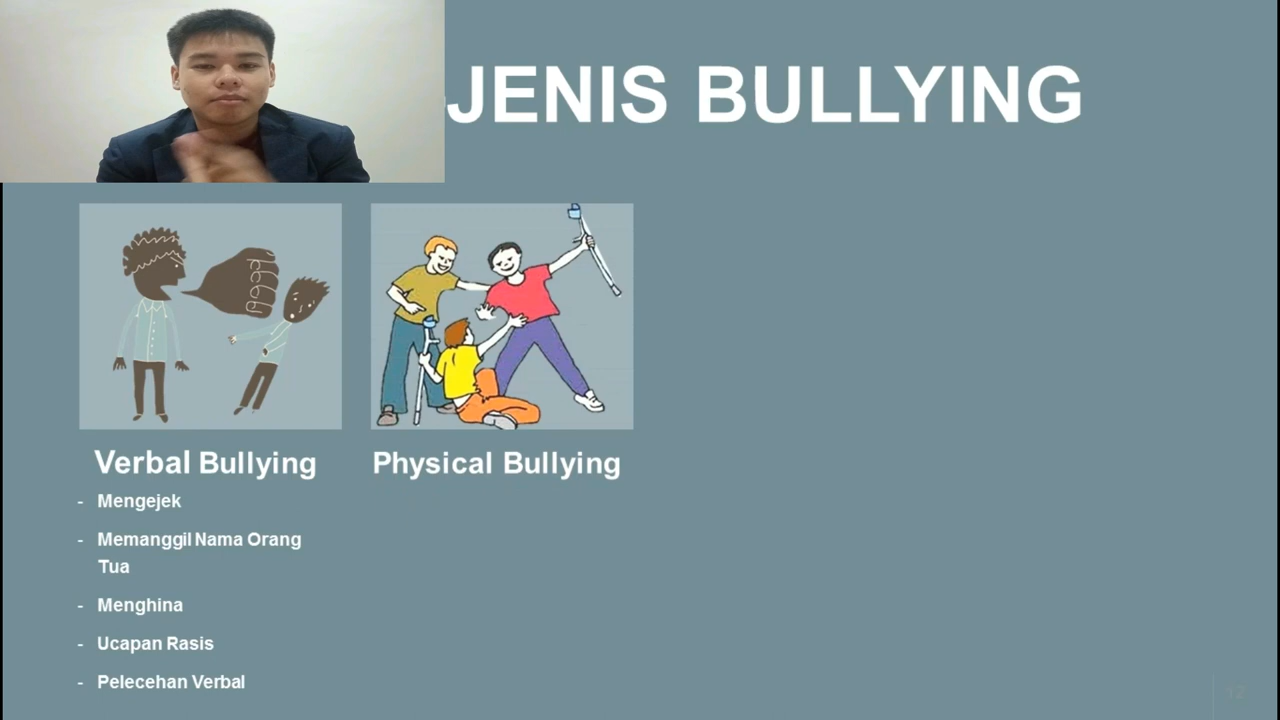 JENIS BULLYING
Verbal Bullying
- Mengejek
- Memanggil Nama Orang
Tua
- Menghina
- Ucapan Rasis
- Pelecehan Verbal
Physical Bullying